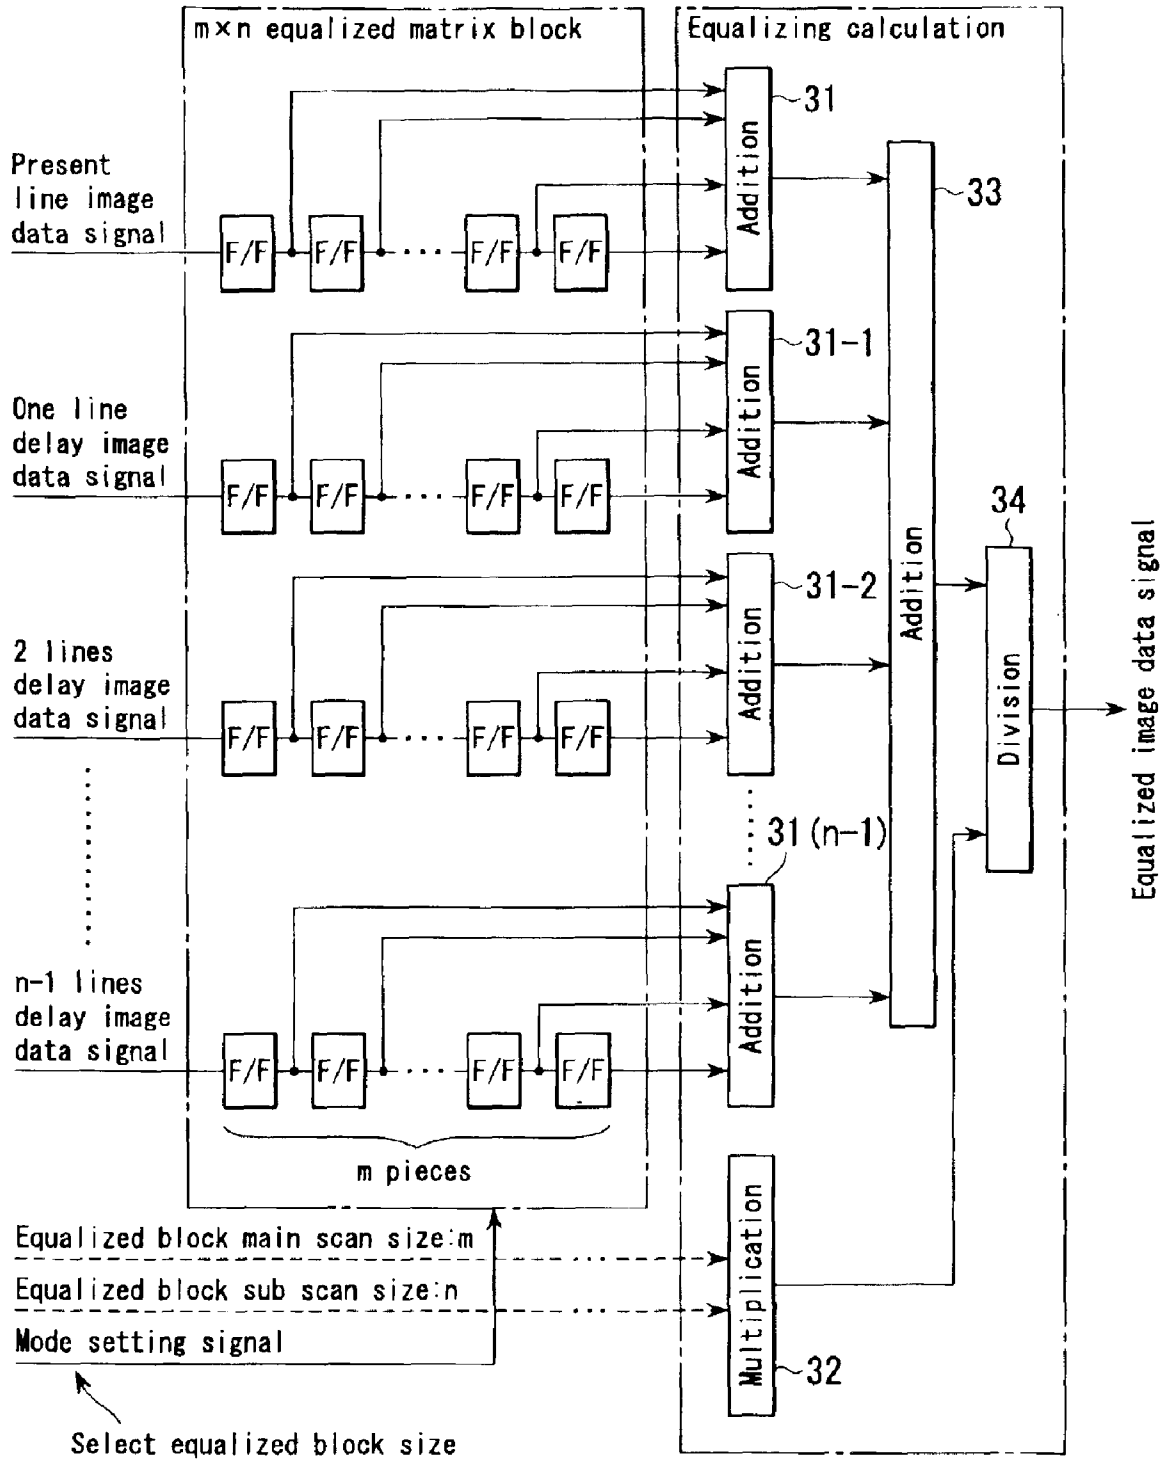 m×n equalized matrix block
Equalizing calculation
Present
line image
data signal
F/F
F/F
F/F
F/F
Addition
31
One line
delay image
data signal
F/F
F/F
F/F
F/F
Addition
31-1
2 lines
delay image
data signal
F/F
F/F
F/F
F/F
Addition
31-2
n-1 lines
delay image
data signal
F/F
F/F
F/F
F/F
Addition
31(n-1)
m pieces
Addition
33
Division
34
Equalized image data signal
Equalized block main scan size:m
Equalized block sub scan size:n
Mode setting signal
Multiplication
32
Select equalized block size